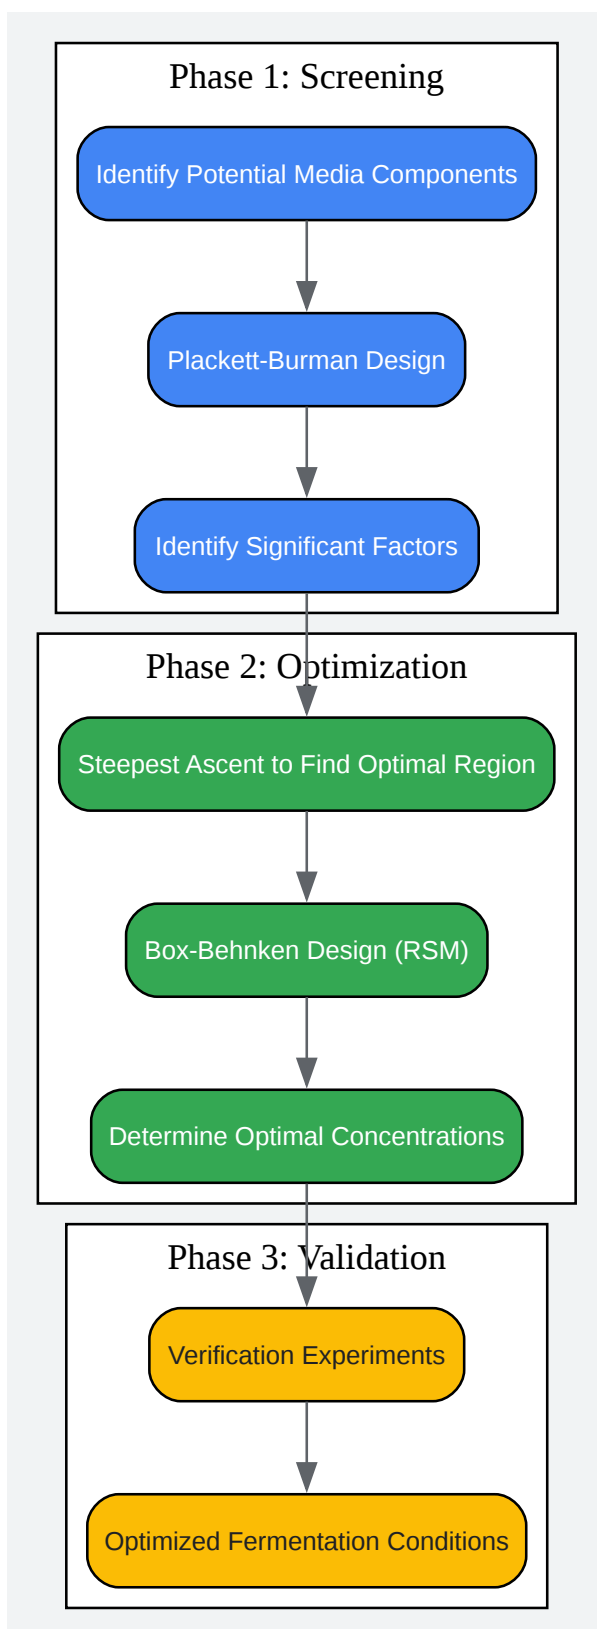 Phase 1: Screening
Identify Potential Media Components
Plackett-Burman Design
Identify Significant Factors
Phase 2: Optimization
Steepest Ascent to Find Optimal Region
Box-Behnken Design (RSM)
Determine Optimal Concentrations
Phase 3: Validation
Verification Experiments
Optimized Fermentation Conditions